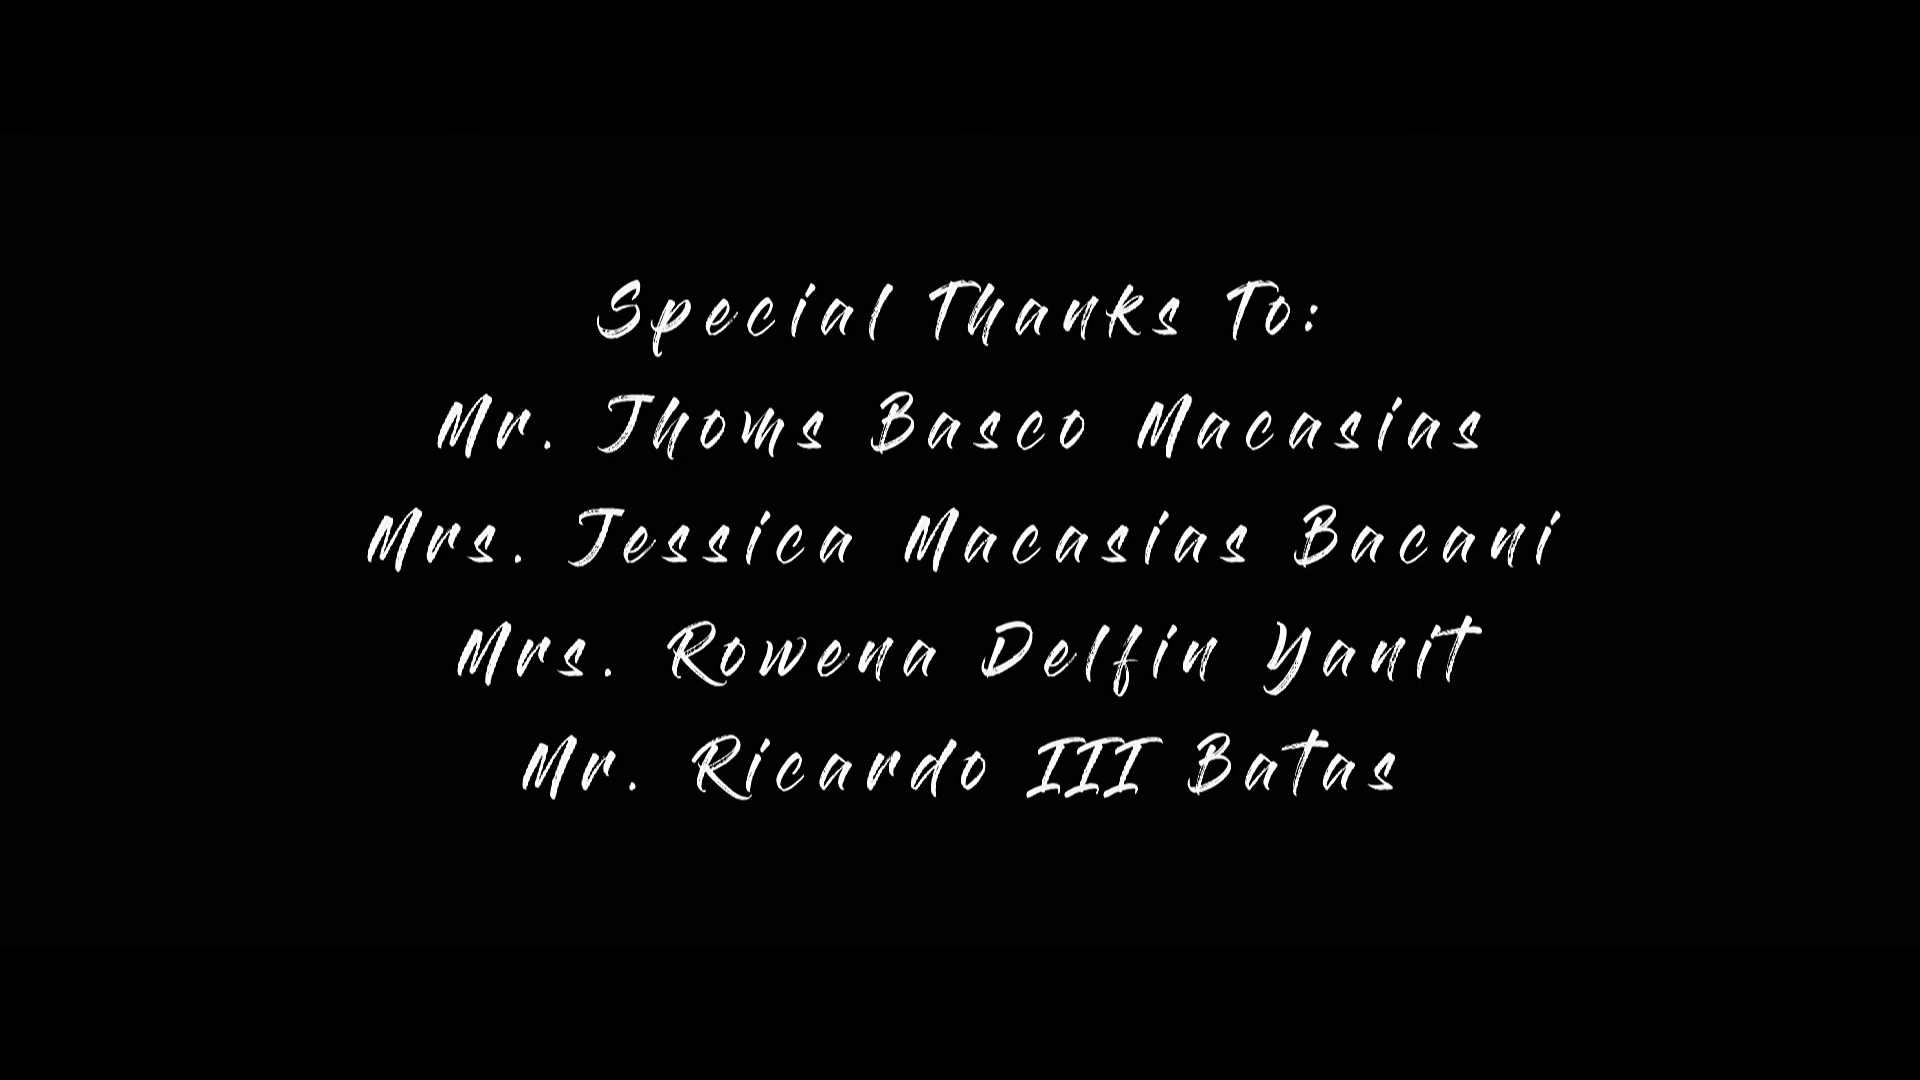 Special Thanks To:
Mr. Jhoms Basco Macasias
Mrs. Jessica Macasias Bacani
Mrs. Rowena Delfin Yanit
Mr. Ricardo III Batas